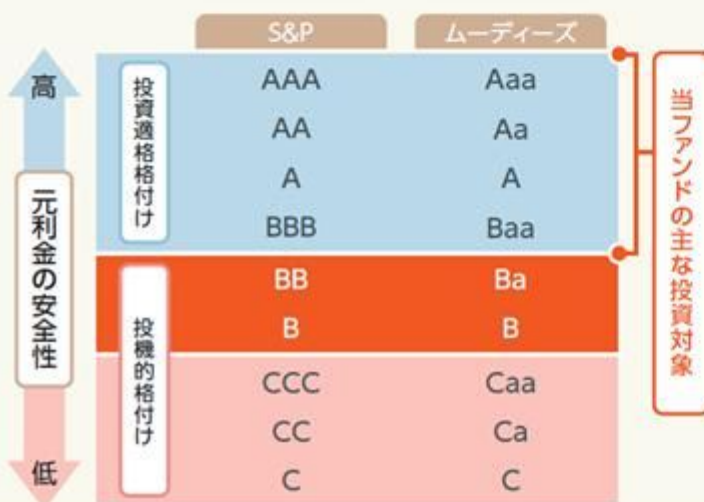 S&P ムーディーズ
高
元利金の安全性
低
投資適格格付け
AAA Aaa
AA Aa
A A
BBB Baa
投機的格付け
BB Ba
B B
CCC Caa
CC Ca
C C
当ファンドの主な投資対象